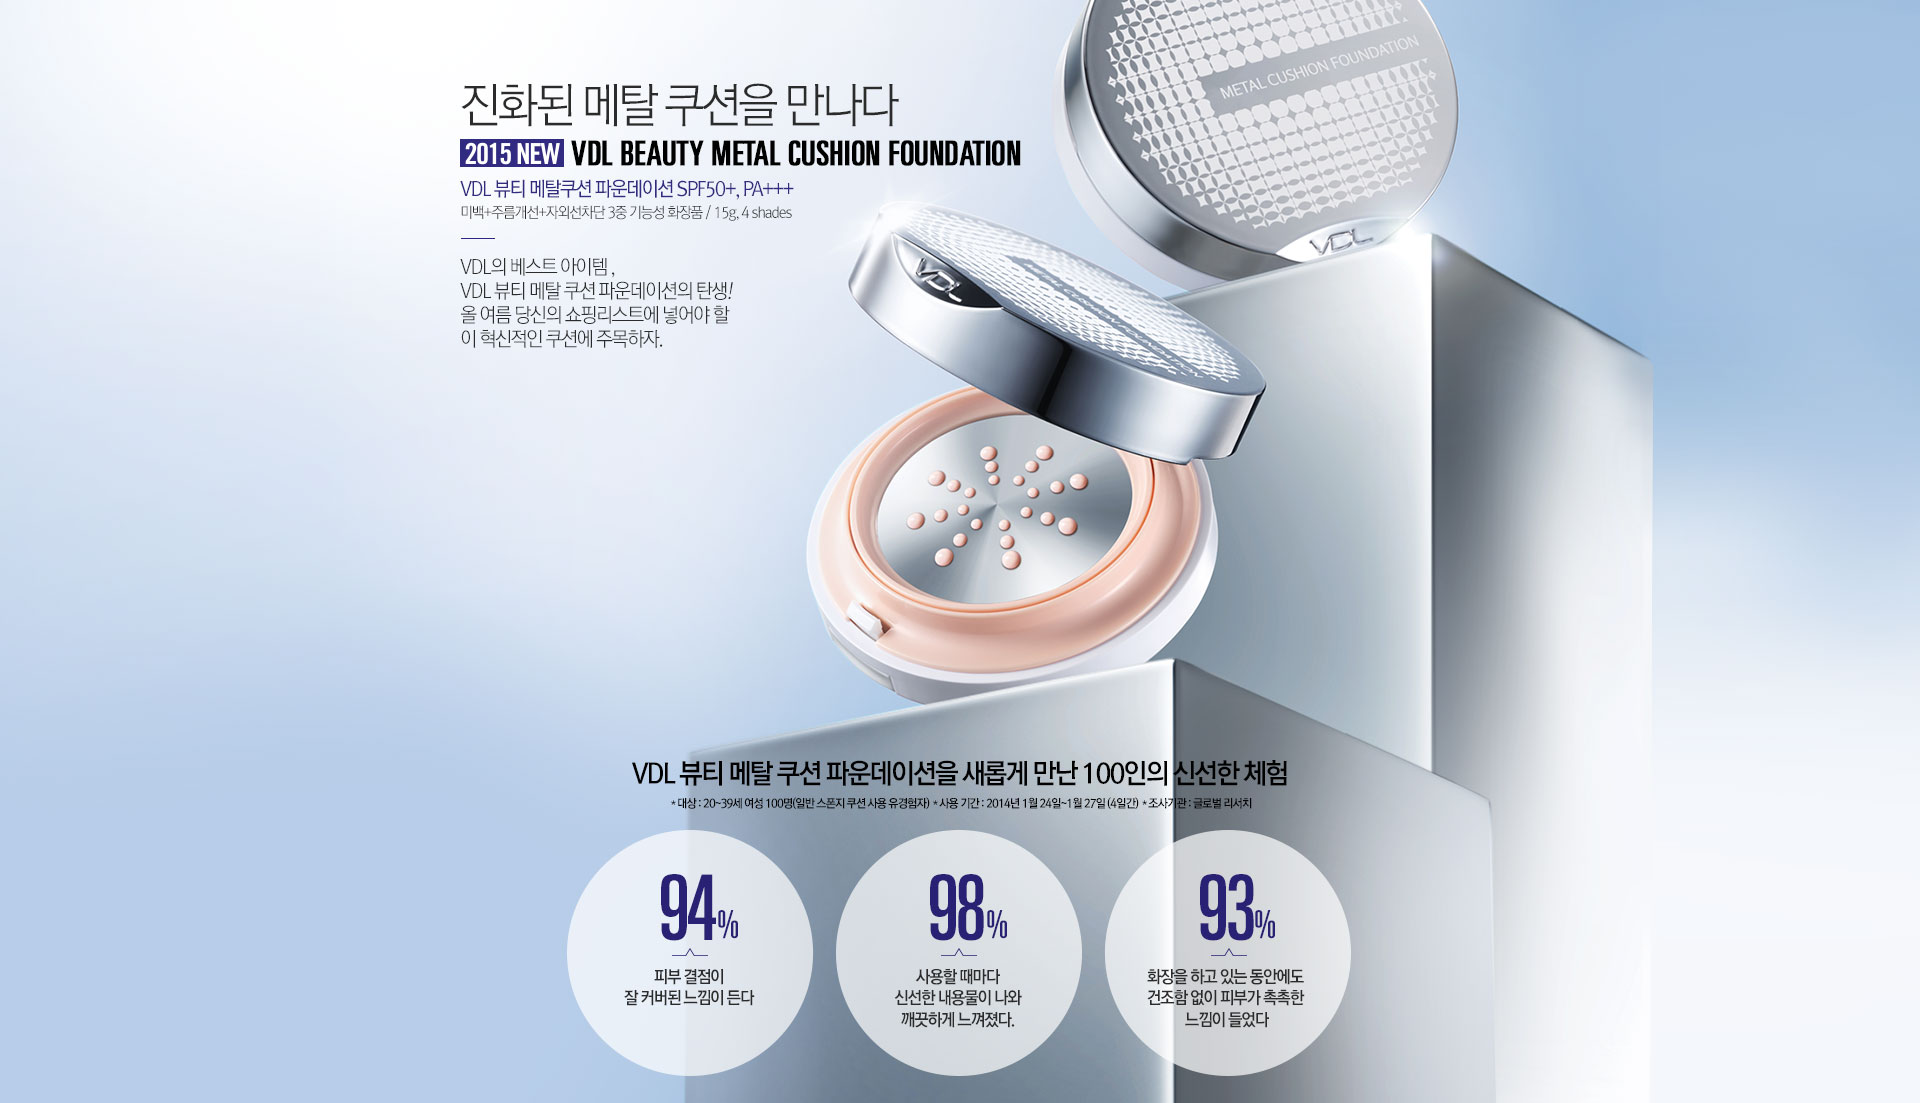 진화된 메탈 쿠션을 만나다
2015 NEW VDL BEAUTY METAL CUSHION FOUNDATION
VDL 뷰티 메탈쿠션 파운데이션 SPF50+, PA+++
미백+주름개선+자외선차단 3중 기능성 화장품 / 15g, 4 shades
VDL의 베스트 아이템 ,
VDL 뷰티 메탈 쿠션 파운데이션의 탄생!
올 여름 당신의 쇼핑리스트에 넣어야 할
이 혁신적인 쿠션에 주목하자.
METAL CUSHION FOUNDATION
VDL
VDL
METAL CUSHION FOUNDATION
VDL 뷰티 메탈 쿠션 파운데이션을 새롭게 만난 100인의 신선한 체험
* 대상 : 20~39세 여성 100명(일반 스폰지 쿠션 사용 유경험자) * 사용 기간 : 2014년 1월 24일~1월 27일 (4일간) * 조사기관 : 글로벌 리서치
94%
피부 결점이
잘 커버된 느낌이 든다
98%
사용할 때마다
신선한 내용물이 나와
깨끗하게 느껴졌다.
93%
화장을 하고 있는 동안에도
건조함 없이 피부가 촉촉한
느낌이 들었다